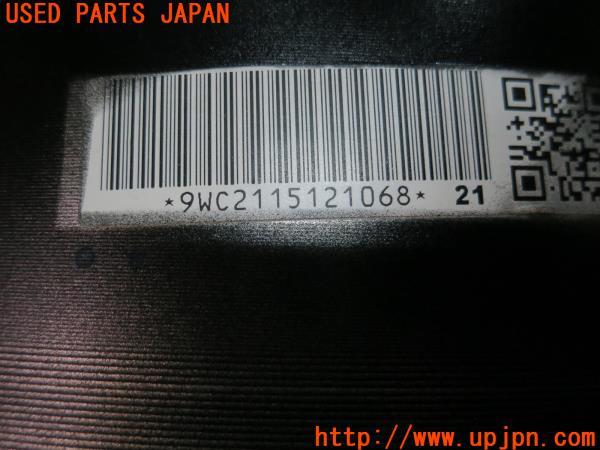 USED PARTS JAPAN
*9WC2115121068* 21
http://www.upjpn.com